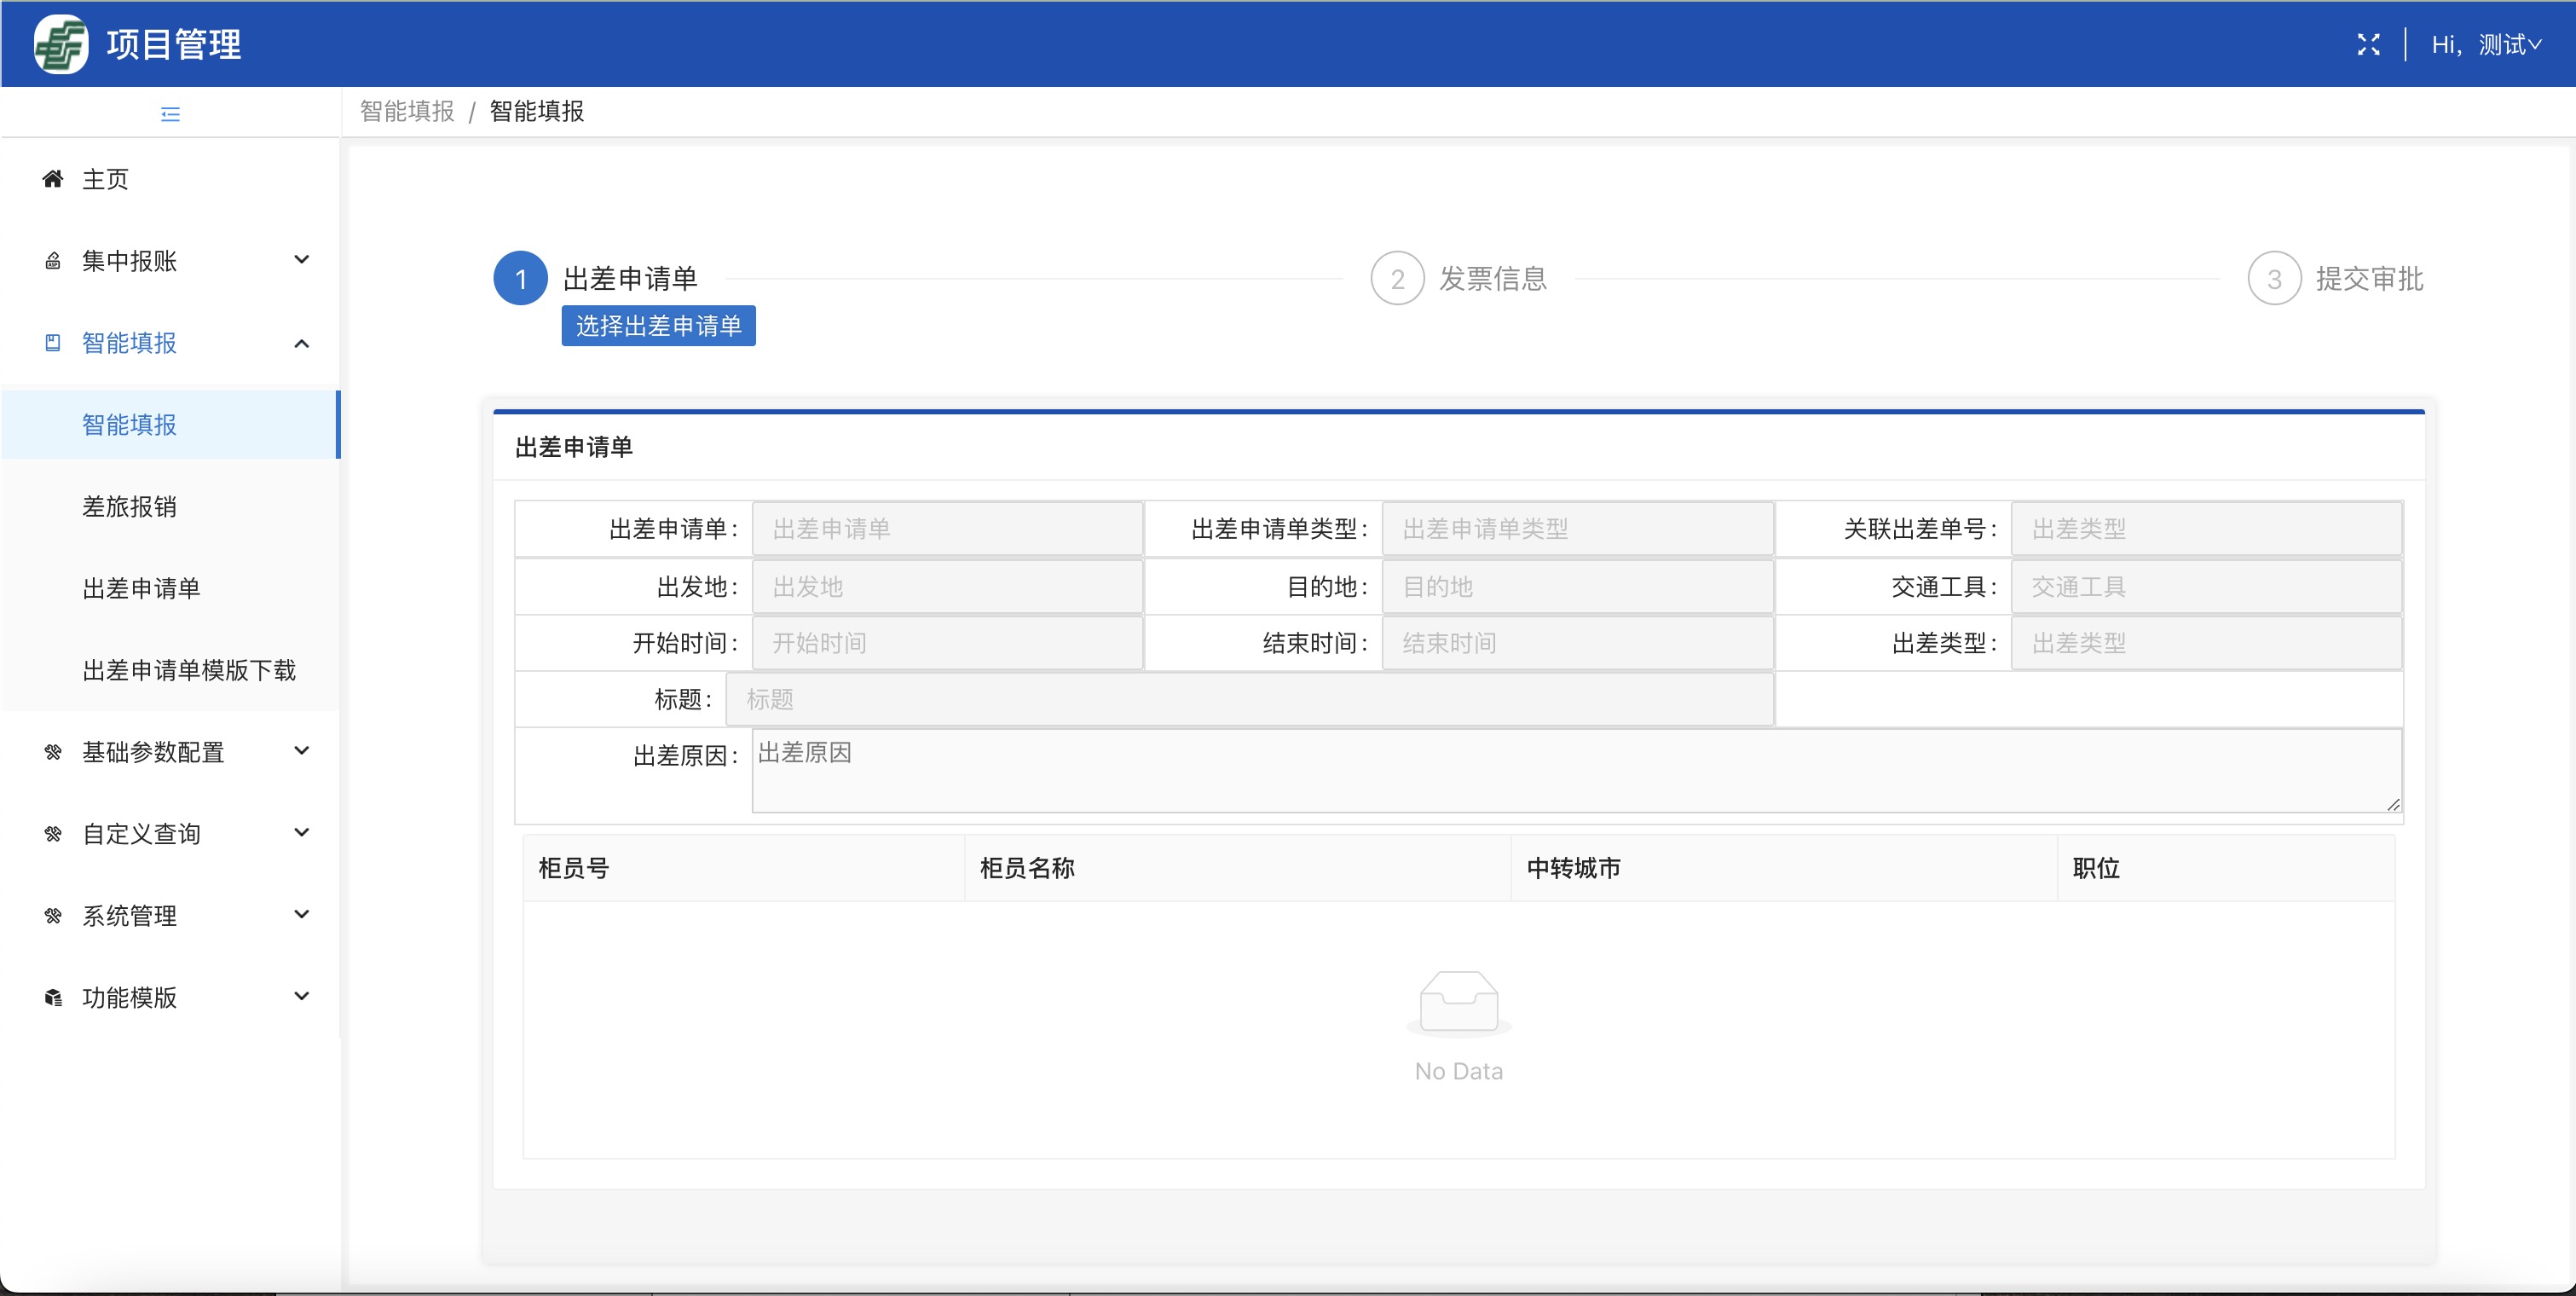 项目管理
Hi, 测试
智能填报 / 智能填报
主页
集中报账
智能填报
智能填报
差旅报销
出差申请单
出差申请单模版下载
基础参数配置
自定义查询
系统管理
功能模版
1 出差申请单 2 发票信息 3 提交审批
选择出差申请单
出差申请单
出差申请单: 出差申请单 出差申请单类型: 出差申请单类型 关联出差单号: 出差类型
出发地: 出发地 目的地: 目的地 交通工具: 交通工具
开始时间: 开始时间 结束时间: 结束时间 出差类型: 出差类型
标题: 标题
出差原因: 出差原因
柜员号 柜员名称 中转城市 职位
No Data